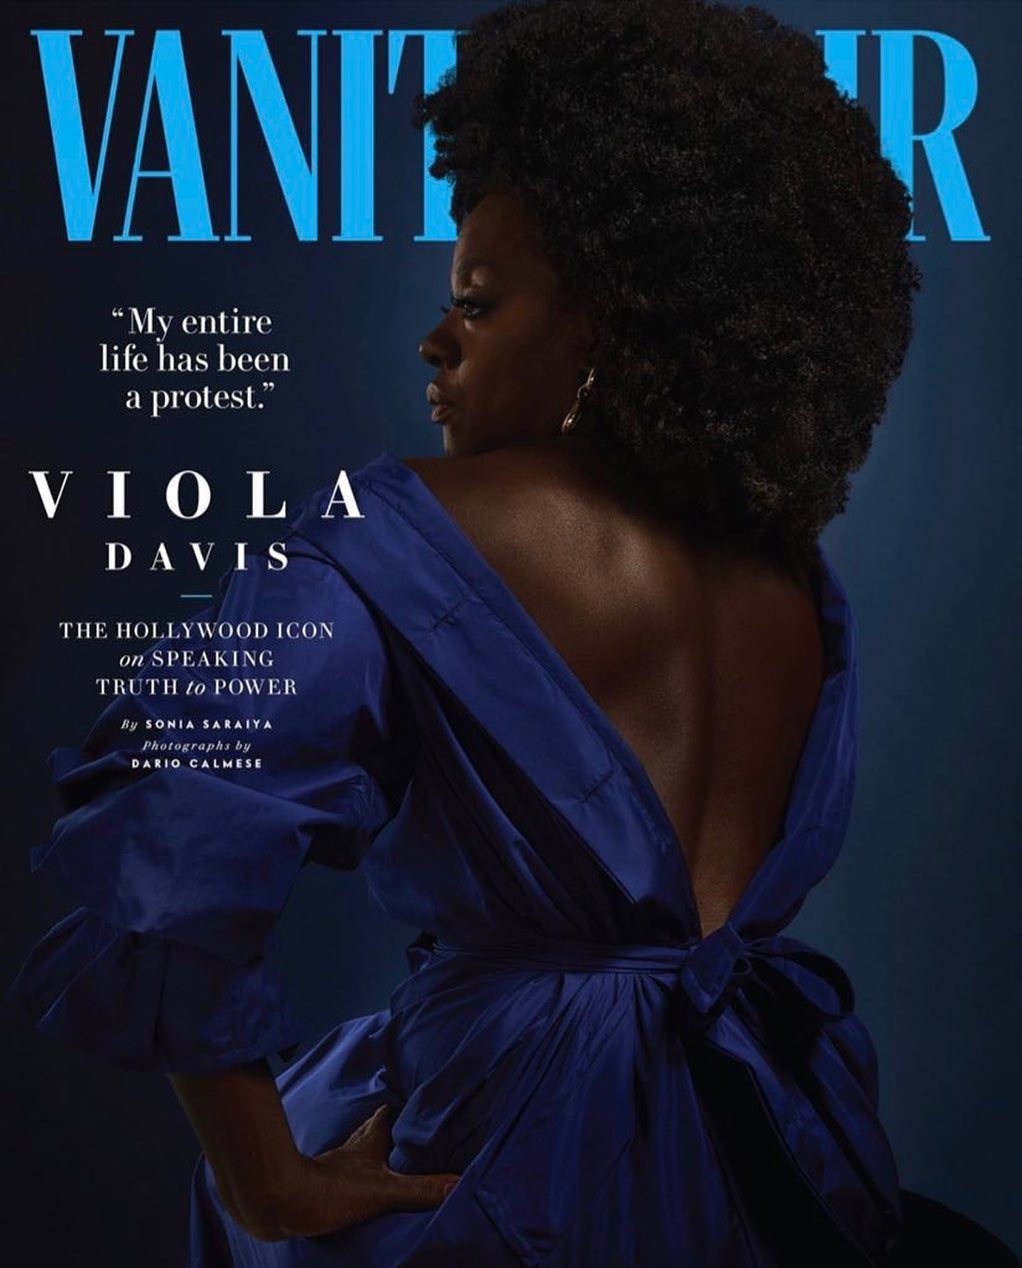 VANIT IR
“My entire
life has been
a protest.”
VIOLA
DAVIS
THE HOLLYWOOD ICON
on SPEAKING
TRUTH to POWER
By SONIA SARAIYA
Photographs by
DARIO CALMESE